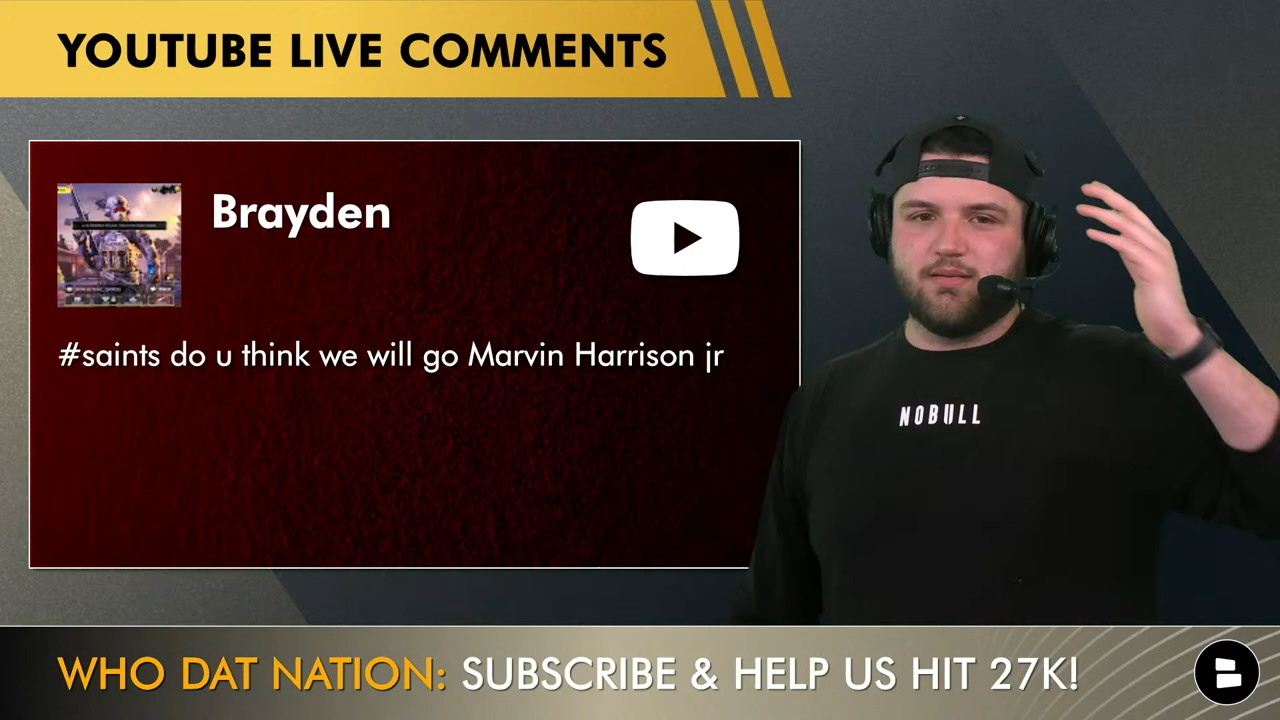 YOUTUBE LIVE COMMENTS
Brayden
#saints do u think we will go Marvin Harrison jr
NOBULL
WHO DAT NATION: SUBSCRIBE & HELP US HIT 27K!